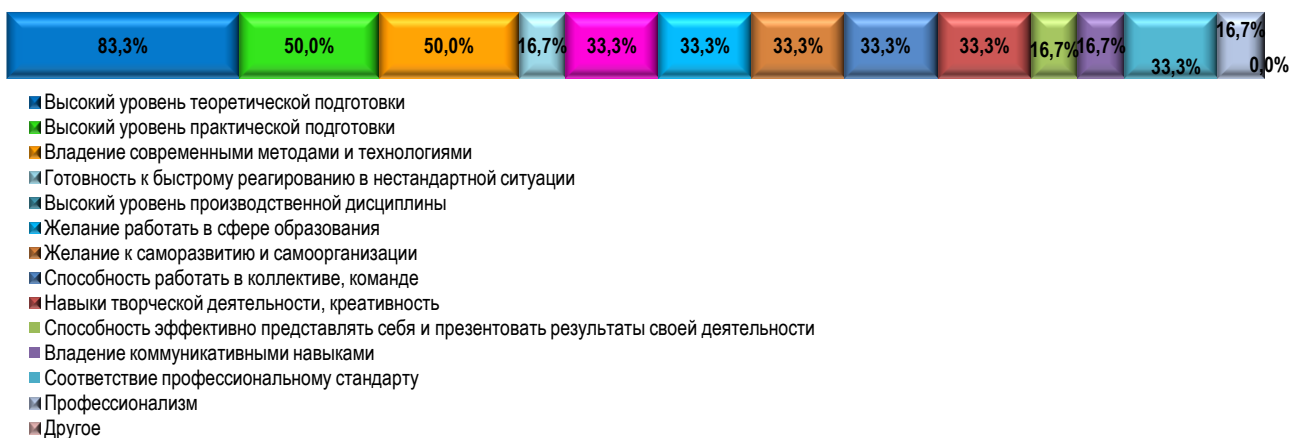 83,3% 50,0% 50,0% 16,7% 33,3% 33,3% 33,3% 33,3% 33,3% 16,7% 16,7% 33,3% 16,7% 0,0%
Высокий уровень теоретической подготовки
Высокий уровень практической подготовки
Владение современными методами и технологиями
Готовность к быстрому реагированию в нестандартной ситуации
Высокий уровень производственной дисциплины
Желание работать в сфере образования
Желание к саморазвитию и самоорганизации
Способность работать в коллективе, команде
Навыки творческой деятельности, креативность
Способность эффективно представлять себя и презентовать результаты своей деятельности
Владение коммуникативными навыками
Соответствие профессиональному стандарту
Профессионализм
Другое